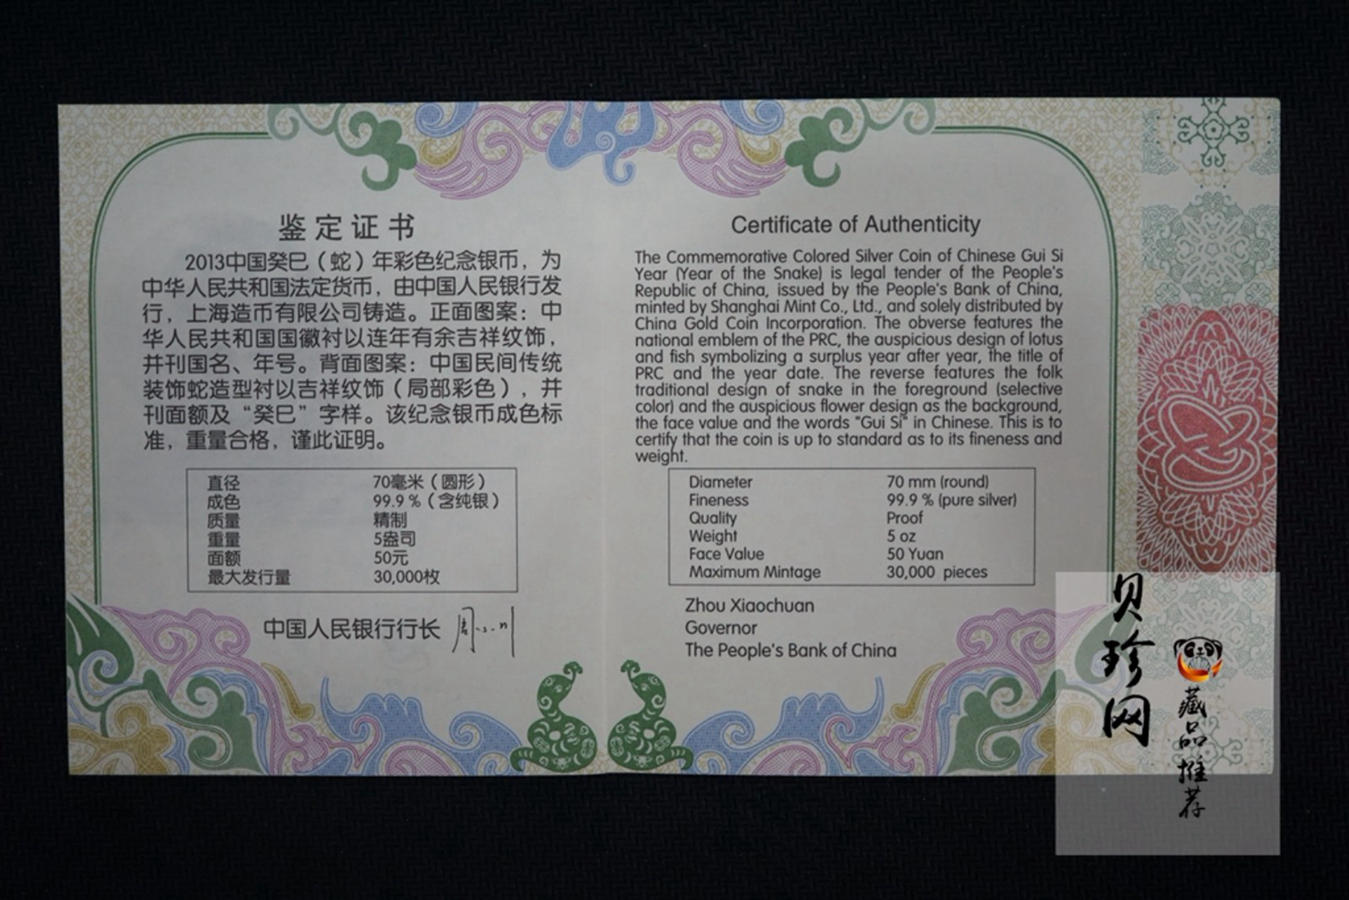 鉴定证书
2013中国癸巳（蛇）年彩色纪念银币，为
中华人民共和国法定货币，由中国人民银行发
行，上海造币有限公司铸造。正面图案：中
华人民共和国国徽衬以连年有余吉祥纹饰，
并刊国名、年号。背面图案：中国民间传统
装饰蛇造型衬以吉祥纹饰（局部彩色），并
刊面额及“癸巳”字样。该纪念银币成色标
准，重量合格，谨此证明。
直径 70毫米（圆形）
成色 99.9％（含纯银）
质量 精制
重量 5盎司
面额 50元
最大发行量 30,000枚
中国人民银行行长
Certificate of Authenticity
The Commemorative Colored Silver Coin of Chinese Gui Si
Year (Year of the Snake) is legal tender of the People's
Republic of China, issued by the People's Bank of China,
minted by Shanghai Mint Co., Ltd., and solely distributed by
China Gold Coin Incorporation. The obverse features the
national emblem of the PRC, the auspicious design of lotus
and fish symbolizing a surplus year after year, the title of
PRC and the year date. The reverse features the folk
traditional design of snake in the foreground (selective
color) and the auspicious flower design as the background,
the face value and the words "Gui Si" in Chinese. This is to
certify that the coin is up to standard as to its fineness and
weight.
Diameter 70 mm (round)
Fineness 99.9 % (pure silver)
Quality Proof
Weight 5 oz
Face Value 50 Yuan
Maximum Mintage 30,000 pieces
Zhou Xiaochuan
Governor
The People's Bank of China
贝珍网
藏品推荐